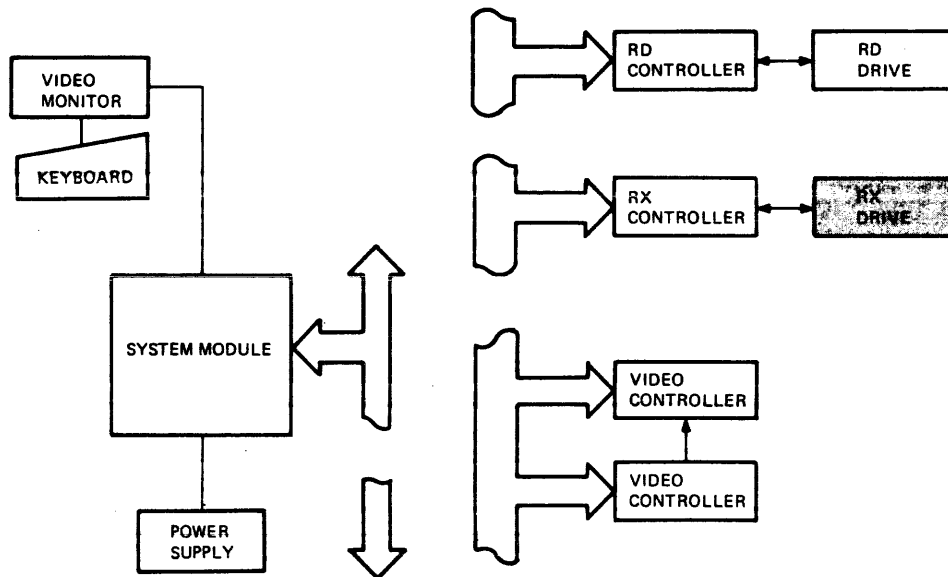 VIDEO
MONITOR
KEYBOARD
SYSTEM MODULE
POWER
SUPPLY
RD
CONTROLLER
RD
DRIVE
RX
CONTROLLER
RX
DRIVE
VIDEO
CONTROLLER
VIDEO
CONTROLLER